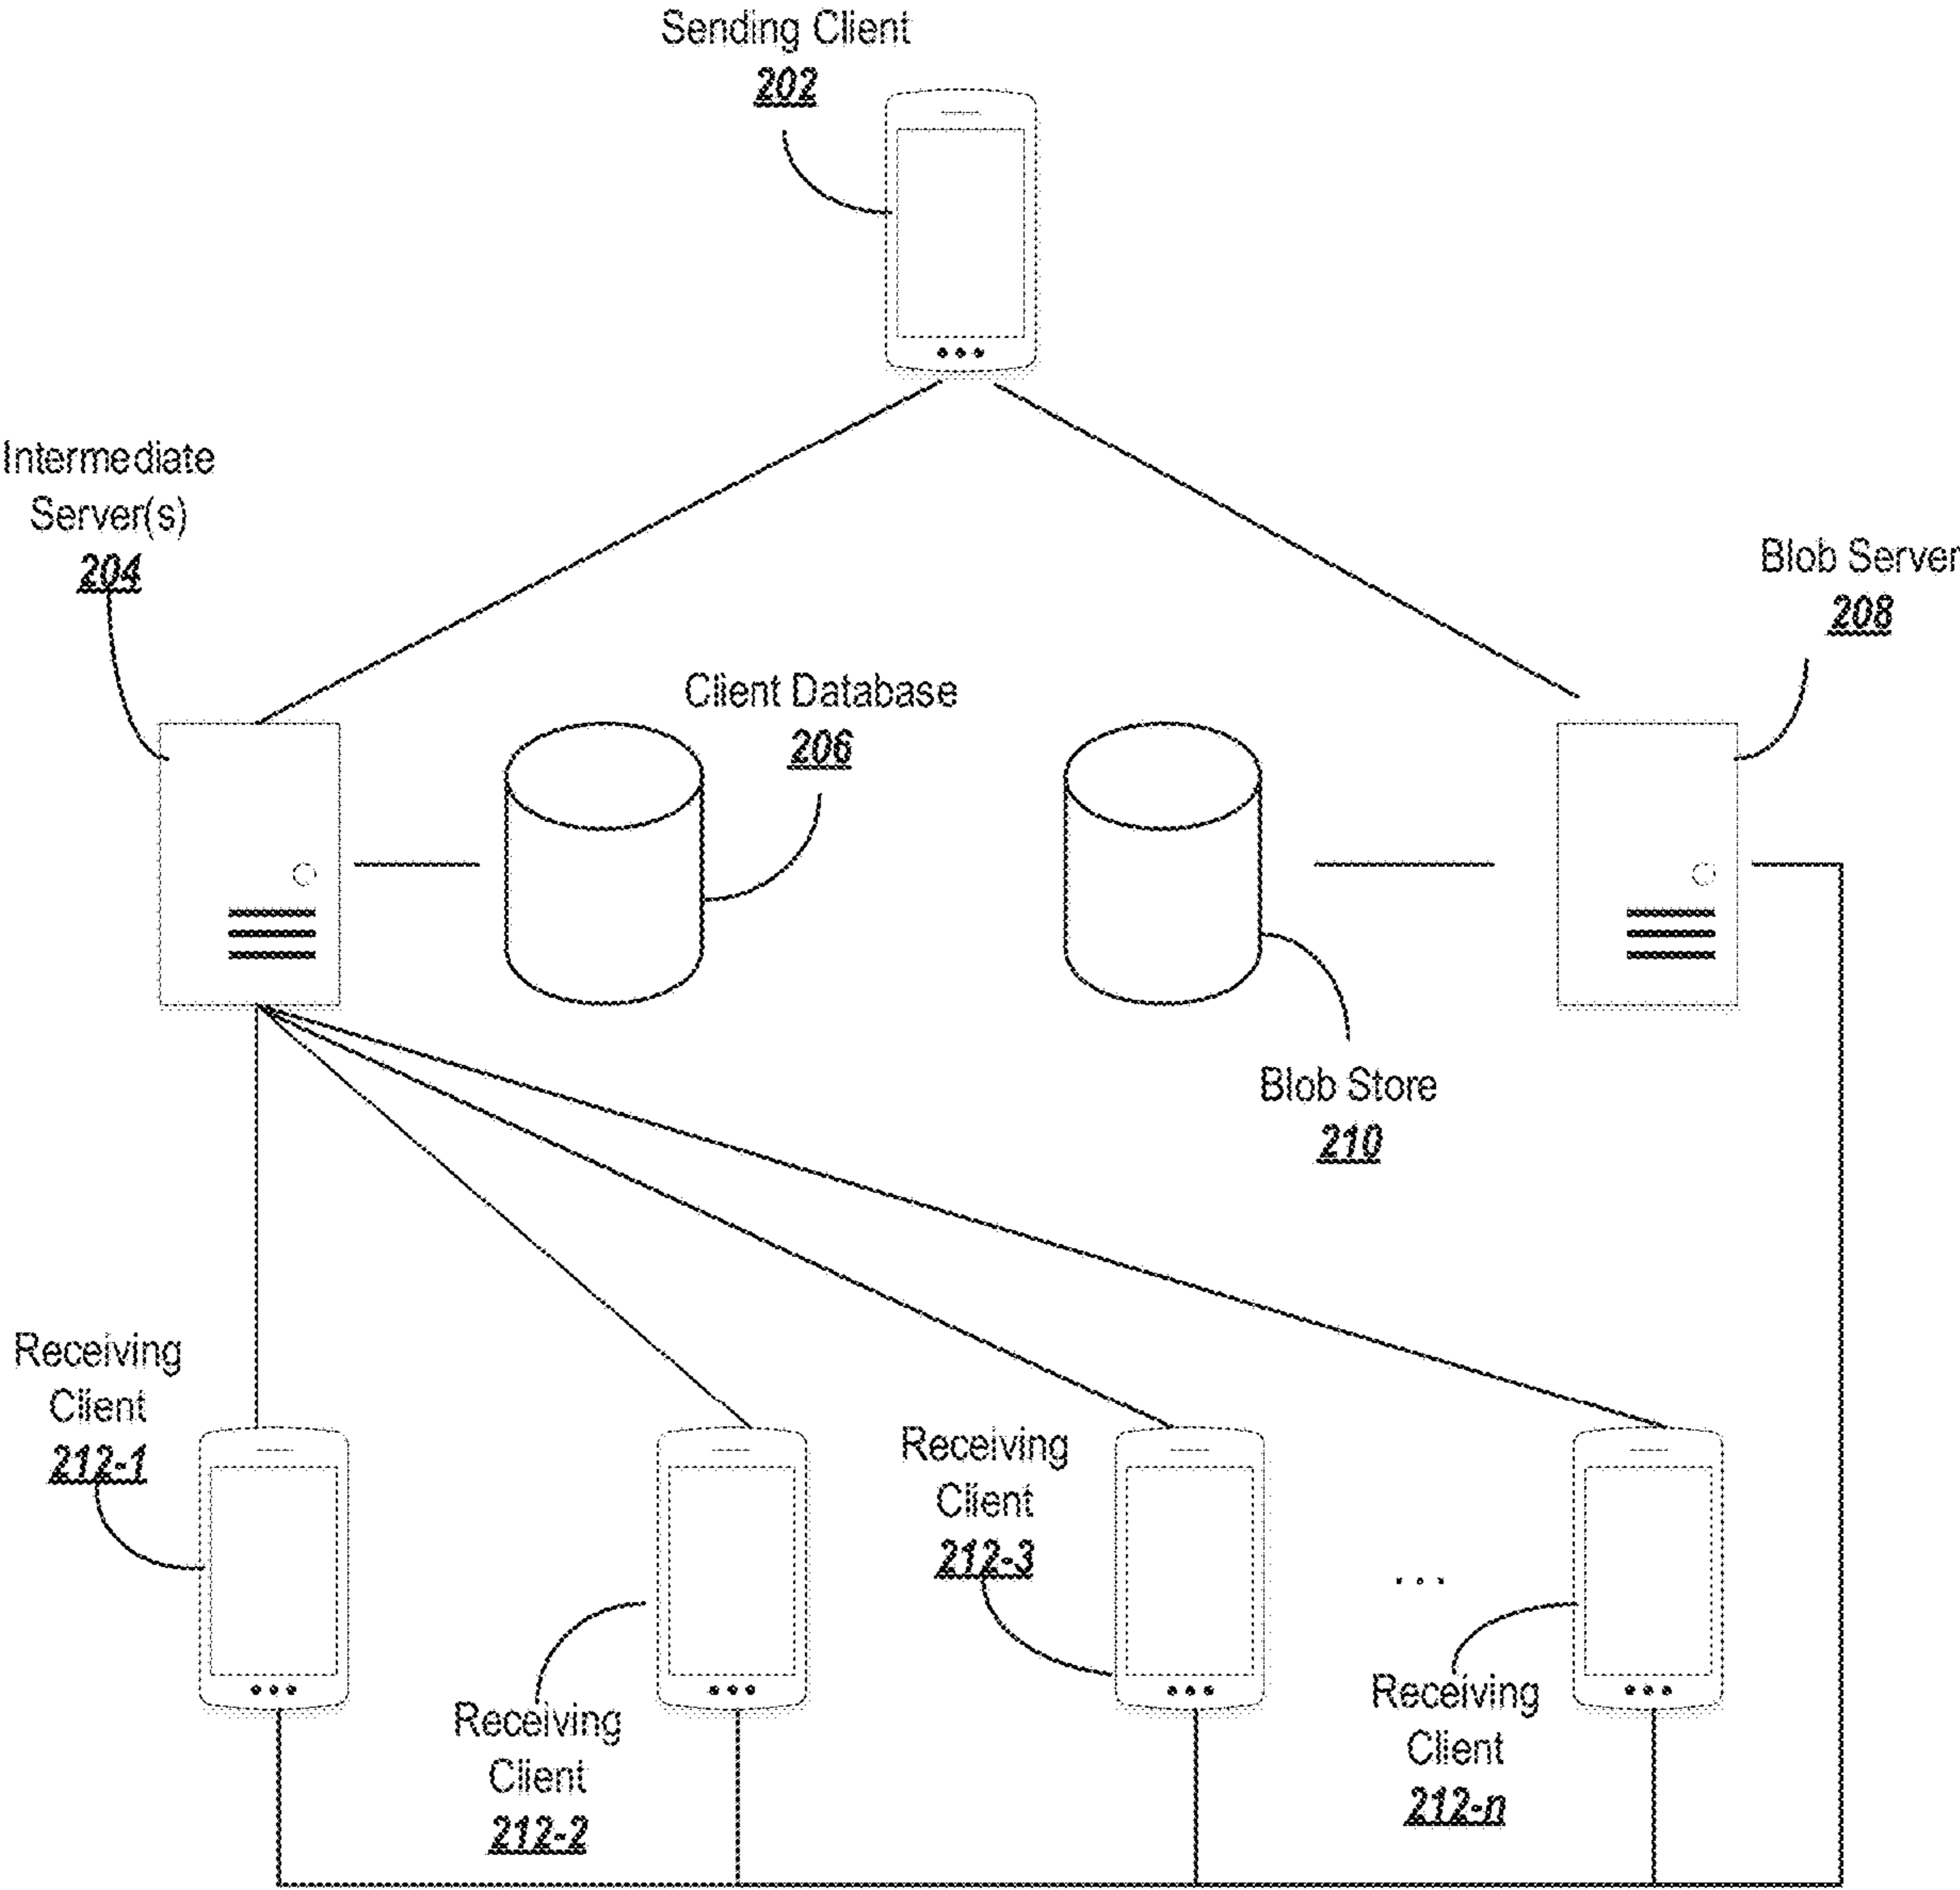 Sending Client
202
Intermediate
Server(s)
204
Blob Server
208
Client Database
206
Blob Store
210
Receiving
Client
212-1
Receiving
Client
212-2
Receiving
Client
212-3
. . .
Receiving
Client
212-n